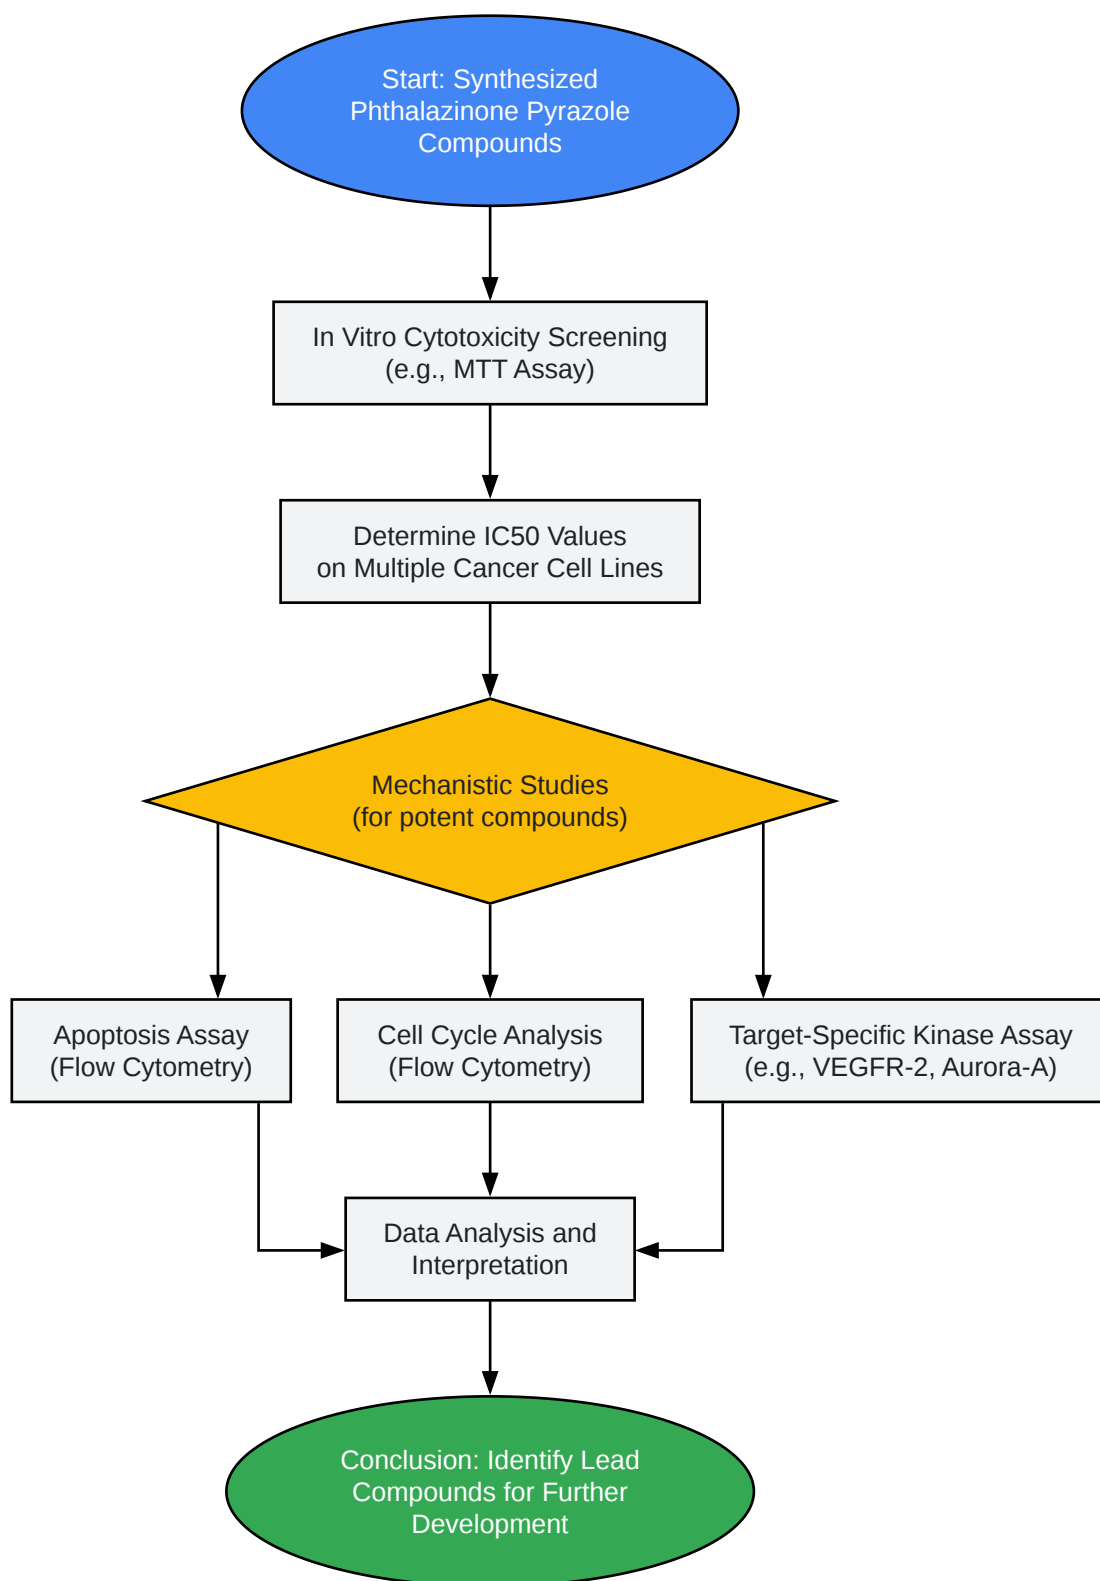 Start: Synthesized
Phthalazinone Pyrazole
Compounds
In Vitro Cytotoxicity Screening
(e.g., MTT Assay)
Determine IC50 Values
on Multiple Cancer Cell Lines
Mechanistic Studies
(for potent compounds)
Apoptosis Assay
(Flow Cytometry)
Cell Cycle Analysis
(Flow Cytometry)
Target-Specific Kinase Assay
(e.g., VEGFR-2, Aurora-A)
Data Analysis and
Interpretation
Conclusion: Identify Lead
Compounds for Further
Development